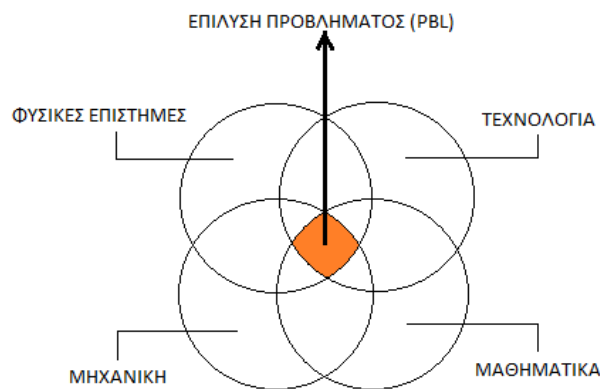 ΕΠΙΛΥΣΗ ΠΡΟΒΛΗΜΑΤΟΣ (PBL)
ΦΥΣΙΚΕΣ ΕΠΙΣΤΗΜΕΣ
ΤΕΧΝΟΛΟΓΙΑ
ΜΗΧΑΝΙΚΗ
ΜΑΘΗΜΑΤΙΚΑ